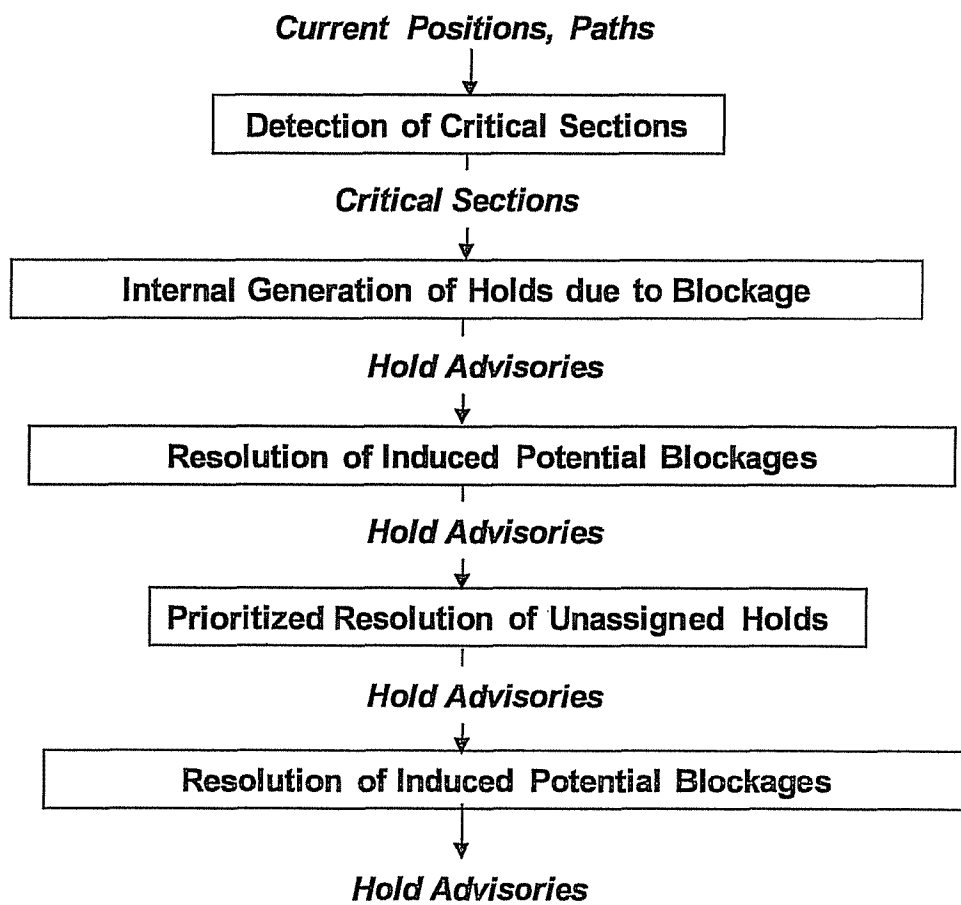 Current Positions, Paths
Detection of Critical Sections
Critical Sections
Internal Generation of Holds due to Blockage
Hold Advisories
Resolution of Induced Potential Blockages
Hold Advisories
Prioritized Resolution of Unassigned Holds
Hold Advisories
Resolution of Induced Potential Blockages
Hold Advisories